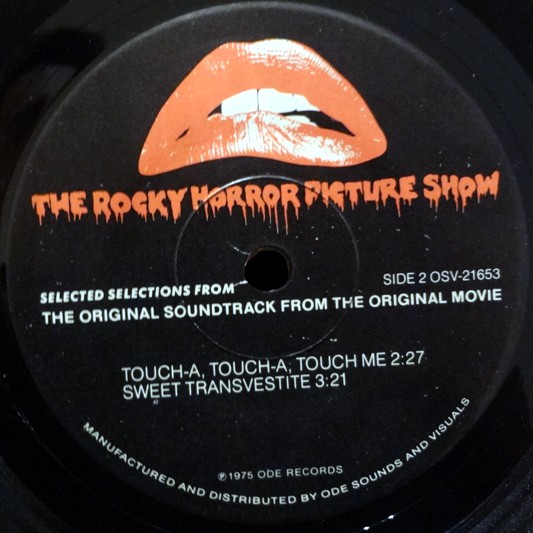 THE ROCKY HORROR PICTURE SHOW
SELECTED SELECTIONS FROM
SIDE 2 OSV-21653
THE ORIGINAL SOUNDTRACK FROM THE ORIGINAL MOVIE
TOUCH-A, TOUCH-A, TOUCH ME 2:27
SWEET TRANSVESTITE 3:21
℗1975 ODE RECORDS
MANUFACTURED AND DISTRIBUTED BY ODE SOUNDS AND VISUALS